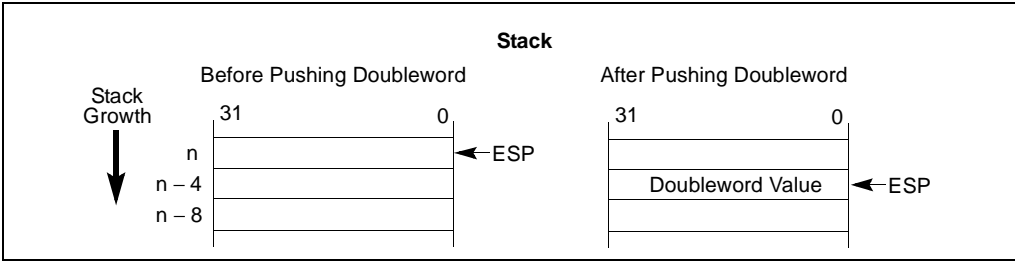 Stack
Before Pushing Doubleword
After Pushing Doubleword
Stack
Growth
31 0
31 0
n
ESP
n − 4
Doubleword Value
ESP
n − 8